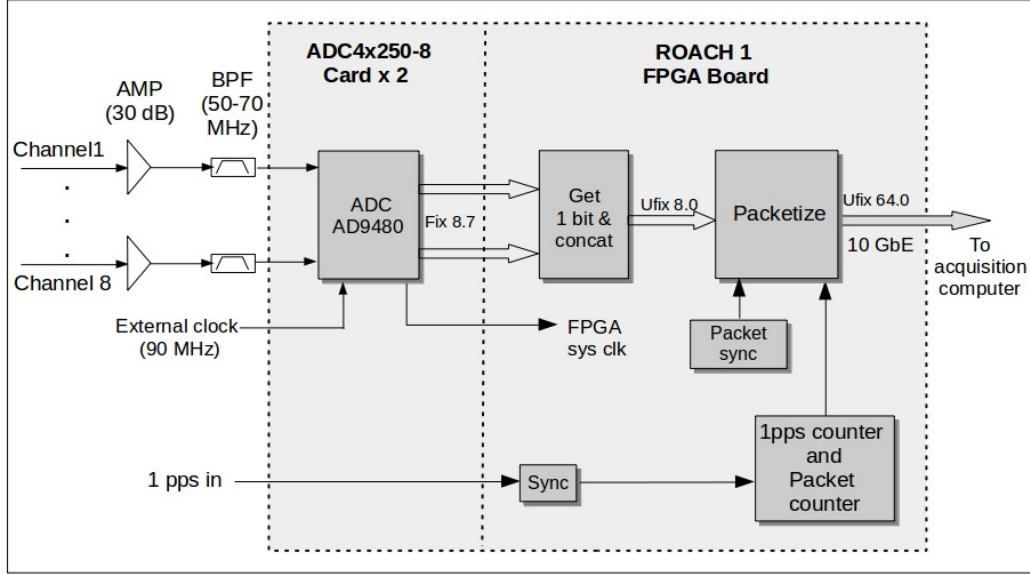 ADC4x250-8
Card x 2
ROACH 1
FPGA Board
AMP
(30 dB)
BPF
(50-70
MHz)
Channel1
.
.
.
Channel 8
ADC
AD9480
Fix 8.7
Get
1 bit &
concat
Ufix 8.0
Packetize
Ufix 64.0
10 GbE
To
acquisition
computer
External clock
(90 MHz)
FPGA
sys clk
Packet
sync
1 pps in
Sync
1pps counter
and
Packet
counter